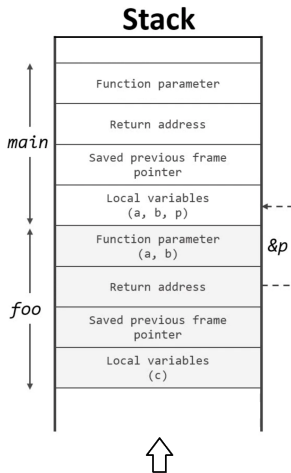 Stack
Function parameter
Return address
main
Saved previous frame
pointer
Local variables
(a, b, p)
Function parameter
(a, b)
&p
Return address
foo
Saved previous frame
pointer
Local variables
(c)